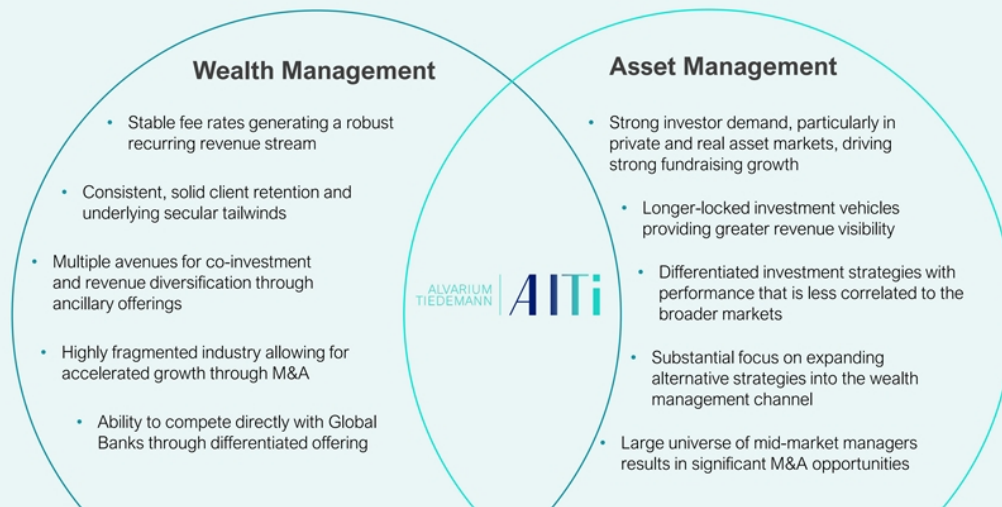 Wealth Management
• Stable fee rates generating a robust
recurring revenue stream
• Consistent, solid client retention and
underlying secular tailwinds
• Multiple avenues for co-investment
and revenue diversification through
ancillary offerings
• Highly fragmented industry allowing for
accelerated growth through M&A
• Ability to compete directly with Global
Banks through differentiated offering
ALVARIUM
TIEDEMANN
AlTi
Asset Management
• Strong investor demand, particularly in
private and real asset markets, driving
strong fundraising growth
• Longer-locked investment vehicles
providing greater revenue visibility
• Differentiated investment strategies with
performance that is less correlated to the
broader markets
• Substantial focus on expanding
alternative strategies into the wealth
management channel
• Large universe of mid-market managers
results in significant M&A opportunities